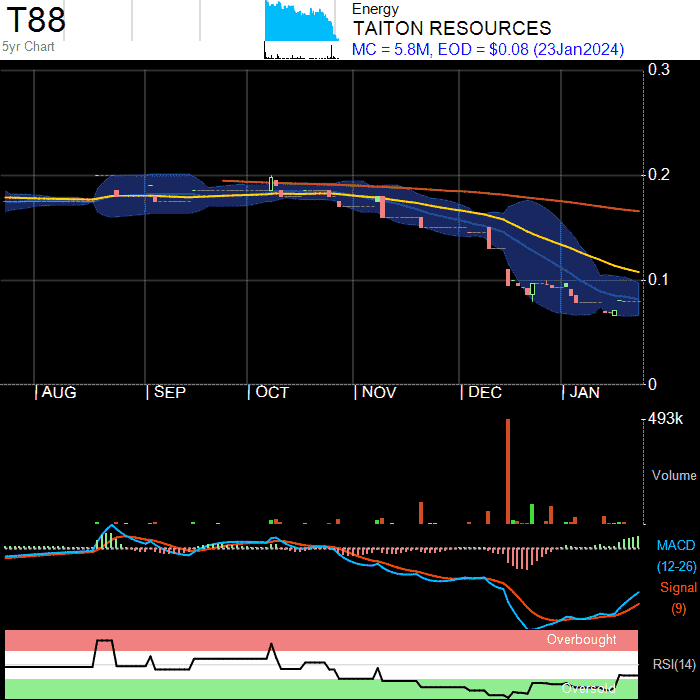 T88
5yr Chart
Energy
TAITON RESOURCES
MC = 5.8M, EOD = $0.08 (23Jan2024)
0.3
0.2
0.1
0
AUG
SEP
OCT
NOV
DEC
JAN
493k
Volume
MACD
(12-26)
Signal
(9)
Overbought
RSI(14)
Oversold